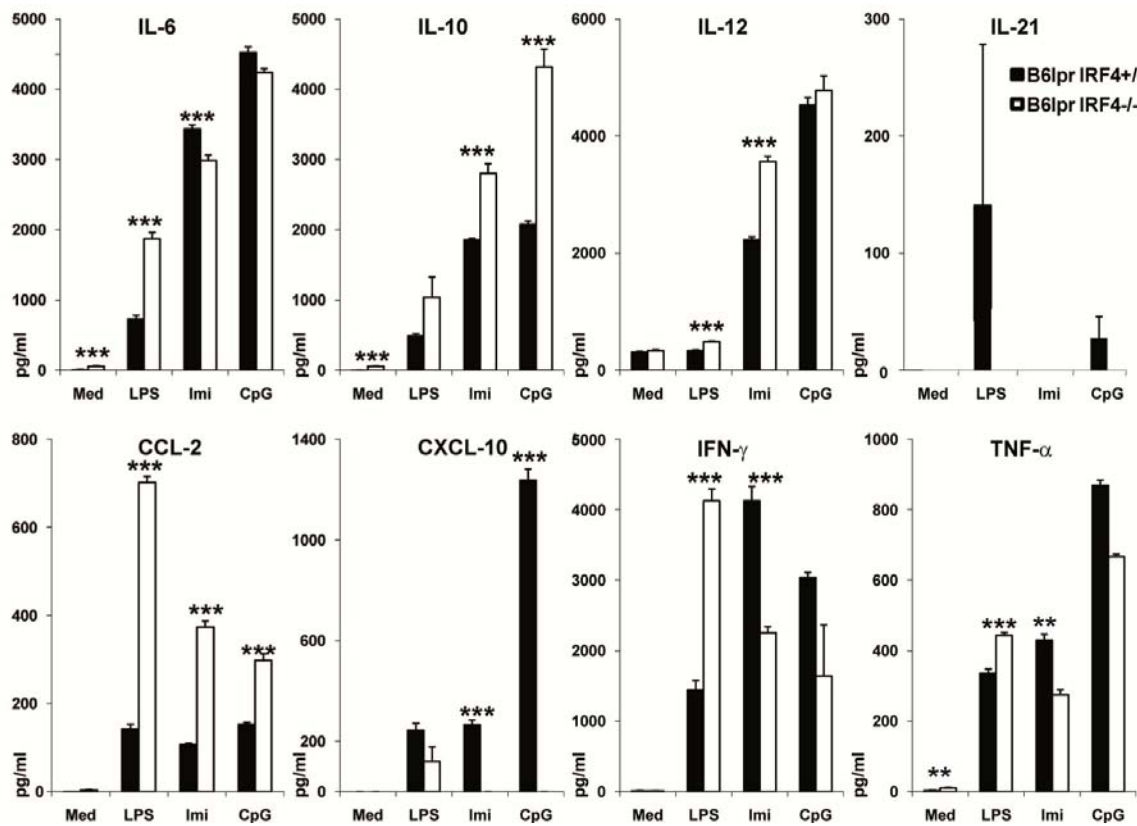 IL-6
5000
4000
3000
2000
1000
0
pg/ml
***
***
***
Med LPS Imi CpG
IL-10
5000
4000
3000
2000
1000
0
pg/ml
***
***
***
Med LPS Imi CpG
IL-12
6000
4000
2000
0
pg/ml
***
***
Med LPS Imi CpG
IL-21
300
200
100
0
pg/ml
B6lpr IRF4+/
B6lpr IRF4-/-
Med LPS Imi CpG
CCL-2
800
600
400
200
0
pg/ml
***
***
***
Med LPS Imi CpG
CXCL-10
1400
1000
600
200
0
pg/ml
***
***
Med LPS Imi CpG
IFN-γ
5000
4000
3000
2000
1000
0
pg/ml
***
***
Med LPS Imi CpG
TNF-α
1000
800
600
400
200
0
pg/ml
**
***
**
Med LPS Imi CpG